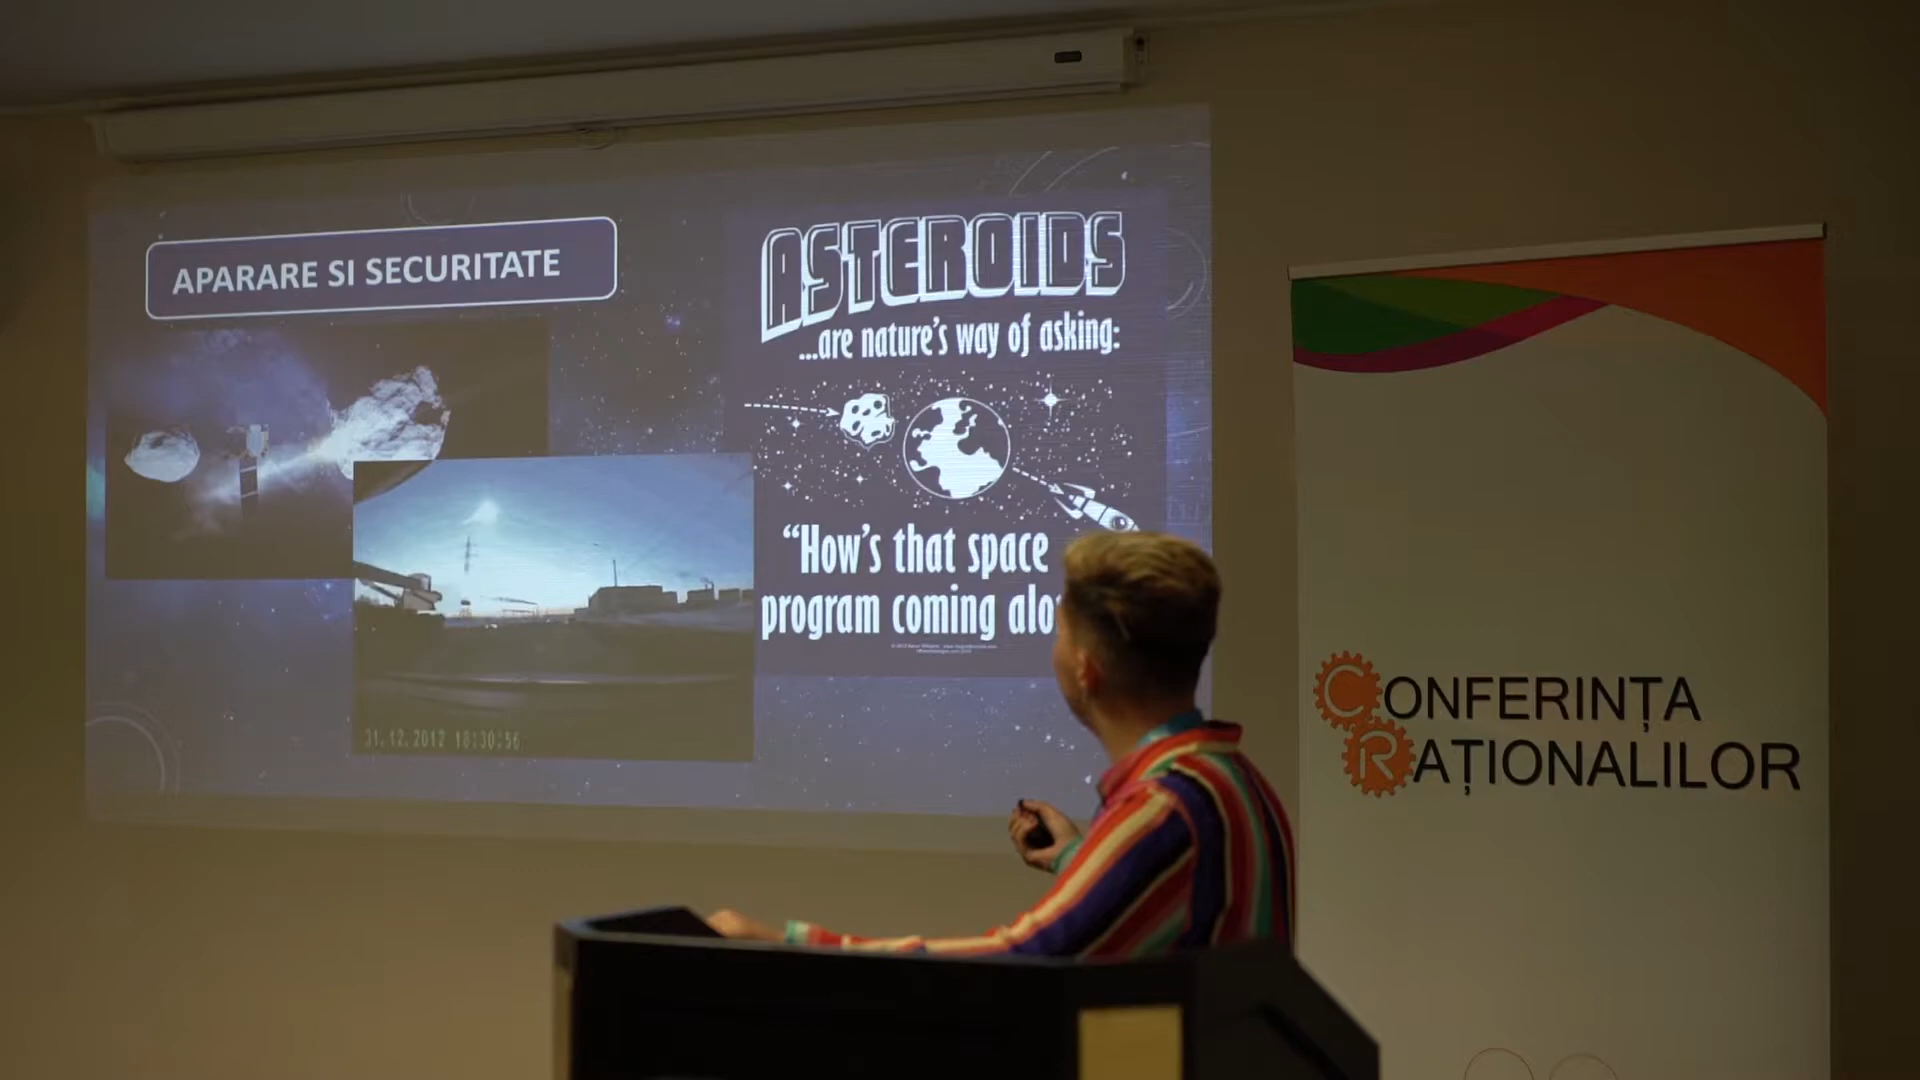 APARARE SI SECURITATE
ASTEROIDS
...are nature's way of asking:
“How's that space
program coming alo
31.12.2012 18:30:56
CONFERINȚA
RAȚIONALILOR